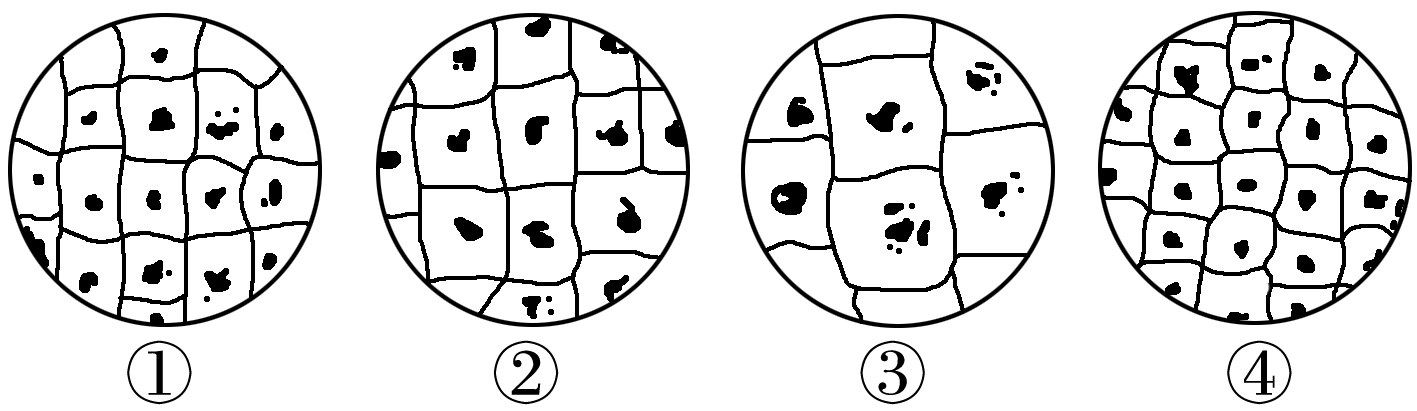 ① ② ③ ④